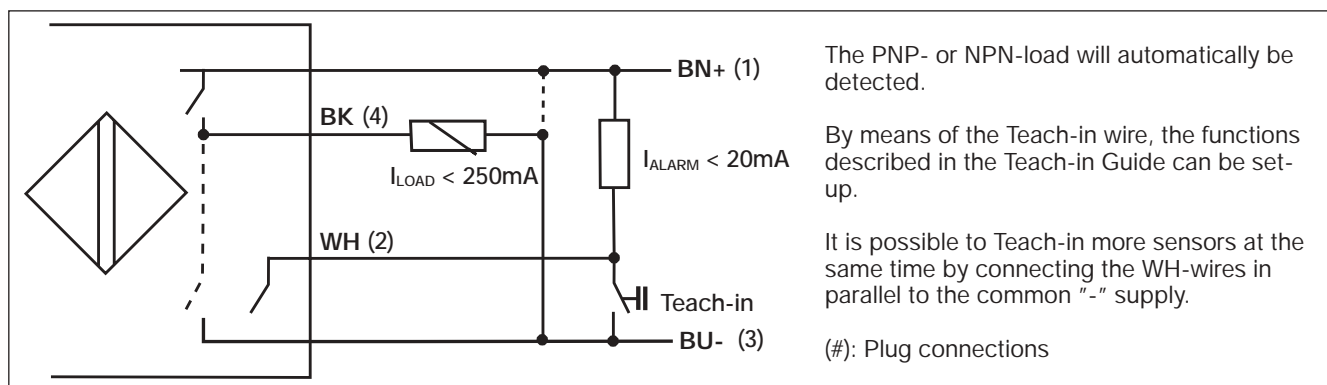 BN+ (1)
BK (4)
I_LOAD < 250mA
I_ALARM < 20mA
WH (2)
Teach-in
BU- (3)
The PNP- or NPN-load will automatically be
detected.
By means of the Teach-in wire, the functions
described in the Teach-in Guide can be set-
up.
It is possible to Teach-in more sensors at the
same time by connecting the WH-wires in
parallel to the common "-" supply.
(#): Plug connections